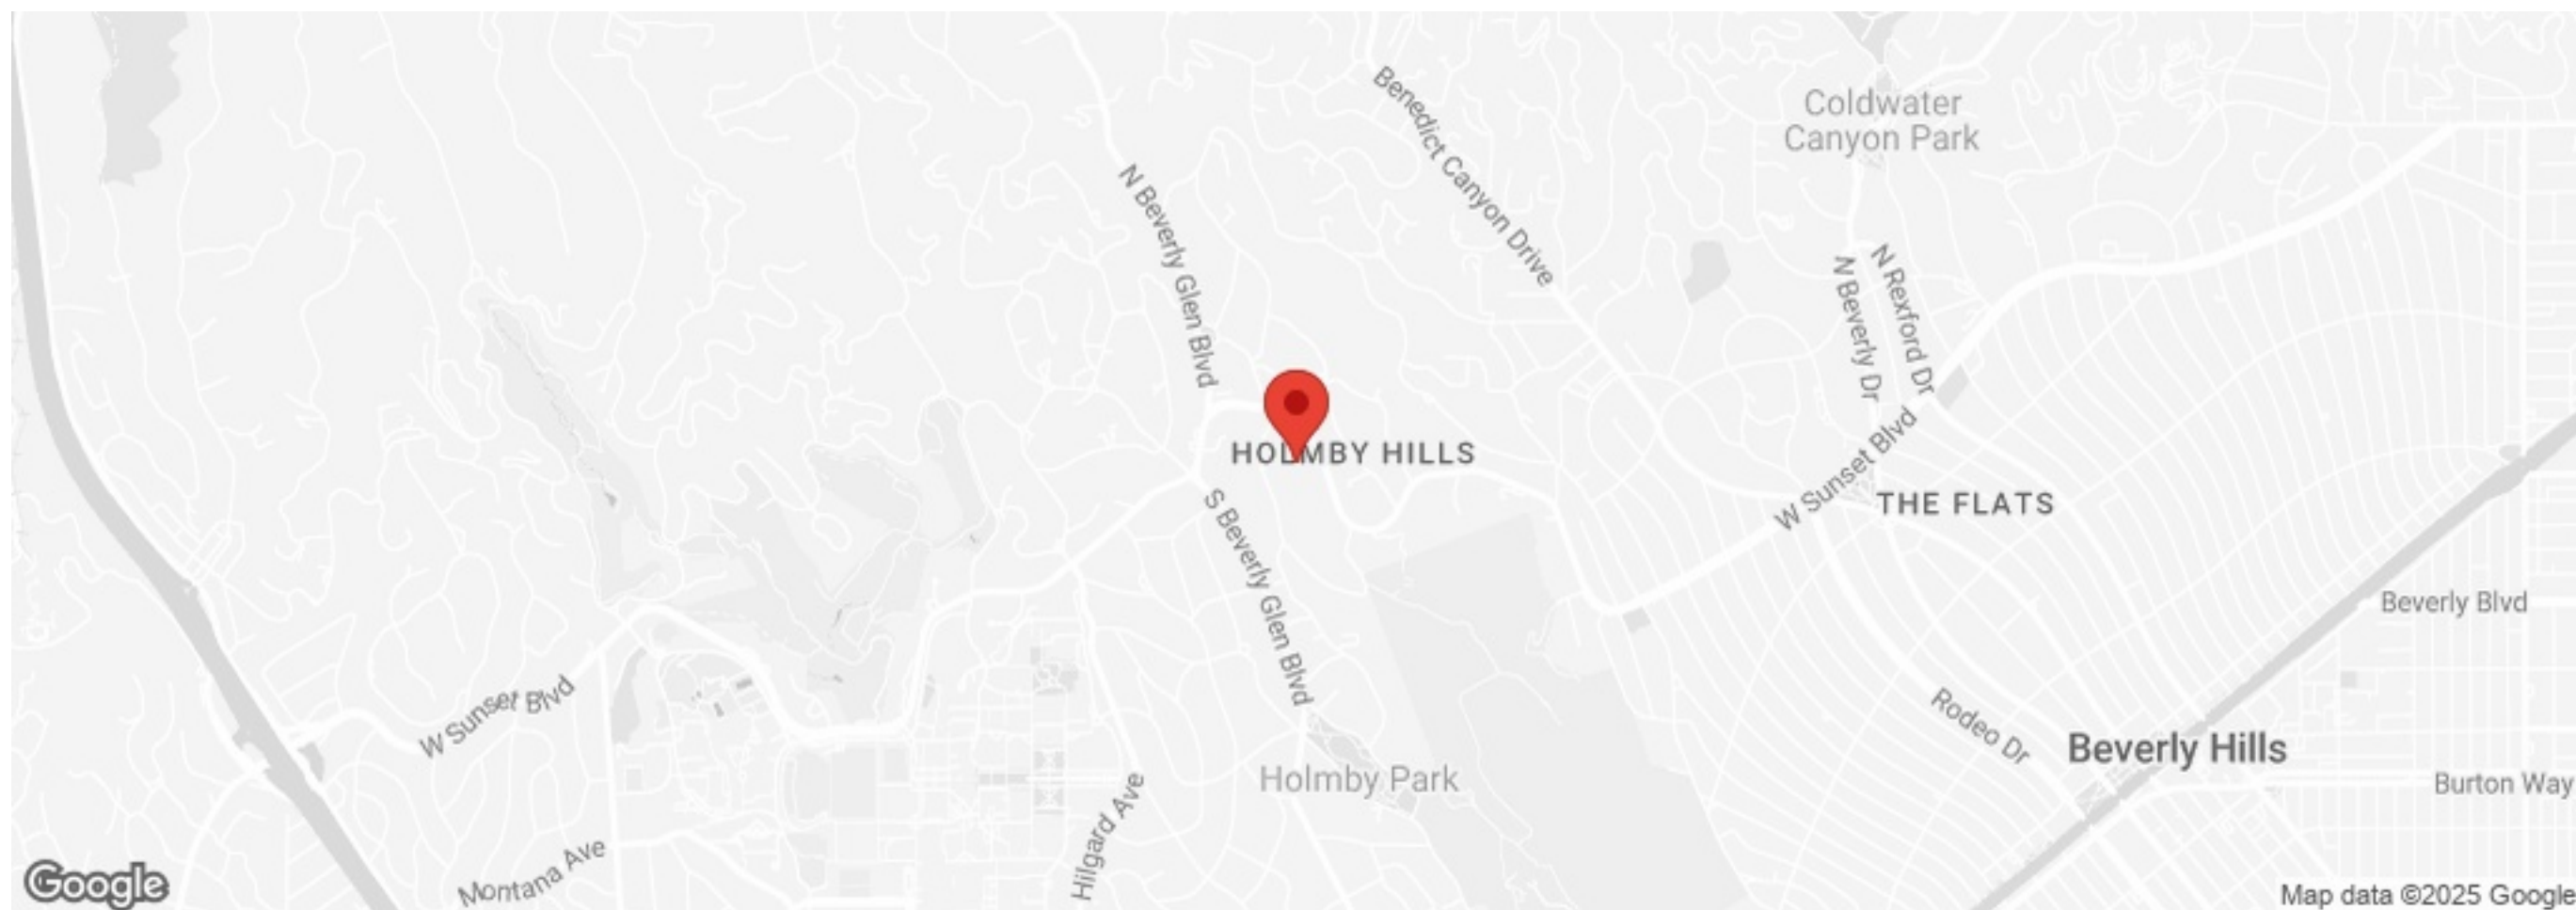 Benedict Canyon Drive
Coldwater
Canyon Park
N Beverly Glen Blvd
N Beverly Dr
N Rexford Dr
HOLMBY HILLS
W Sunset Blvd
THE FLATS
S Beverly Glen Blvd
Beverly Blvd
W Sunset Blvd
Rodeo Dr
Beverly Hills
Holmby Park
Burton Way
Hilgard Ave
Montana Ave
Google
Map data ©2025 Google